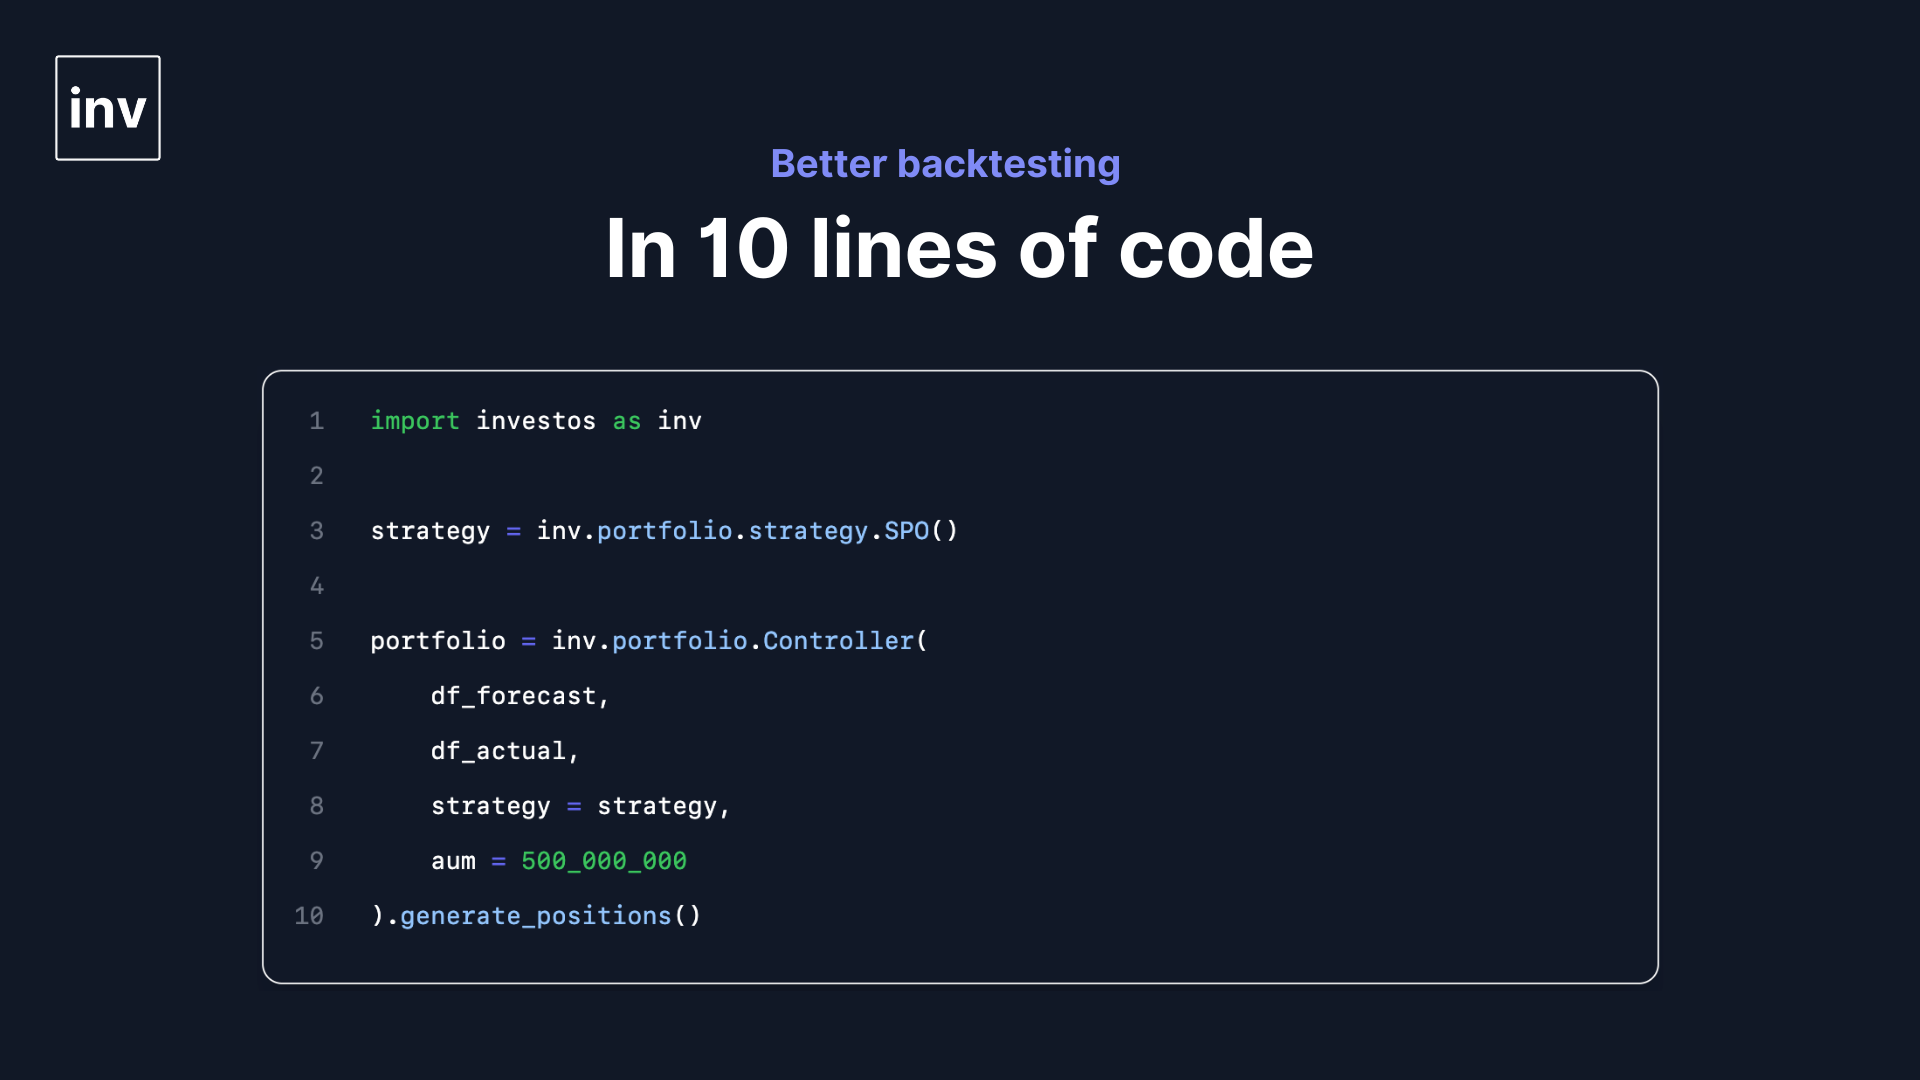 inv
Better backtesting
In 10 lines of code
1 import investos as inv
2
3 strategy = inv.portfolio.strategy.SPO()
4
5 portfolio = inv.portfolio.Controller(
6     df_forecast,
7     df_actual,
8     strategy = strategy,
9     aum = 500_000_000
10 ).generate_positions()